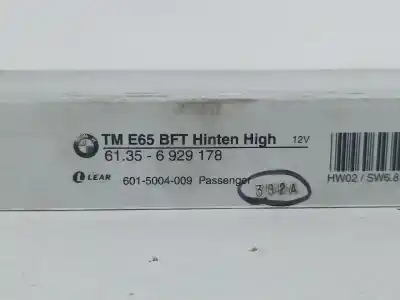 TM E65 BFT Hinten High 12V
61.35 - 6 929 178
LEAR 601-5004-009 Passenger
HW02 / SW6.8